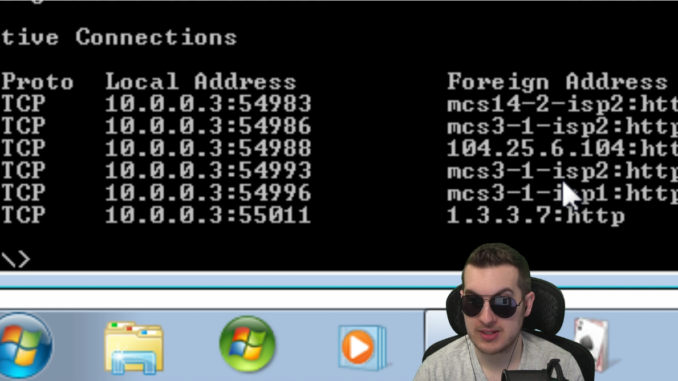 tive Connections
Proto Local Address Foreign Address
TCP 10.0.0.3:54983 mcs14-2-isp2:htt
TCP 10.0.0.3:54986 mcs3-1-isp2:http
TCP 10.0.0.3:54988 104.25.6.104:htt
TCP 10.0.0.3:54993 mcs3-1-isp2:http
TCP 10.0.0.3:54996 mcs3-1-isp1:http
TCP 10.0.0.3:55011 1.3.3.7:http
\>